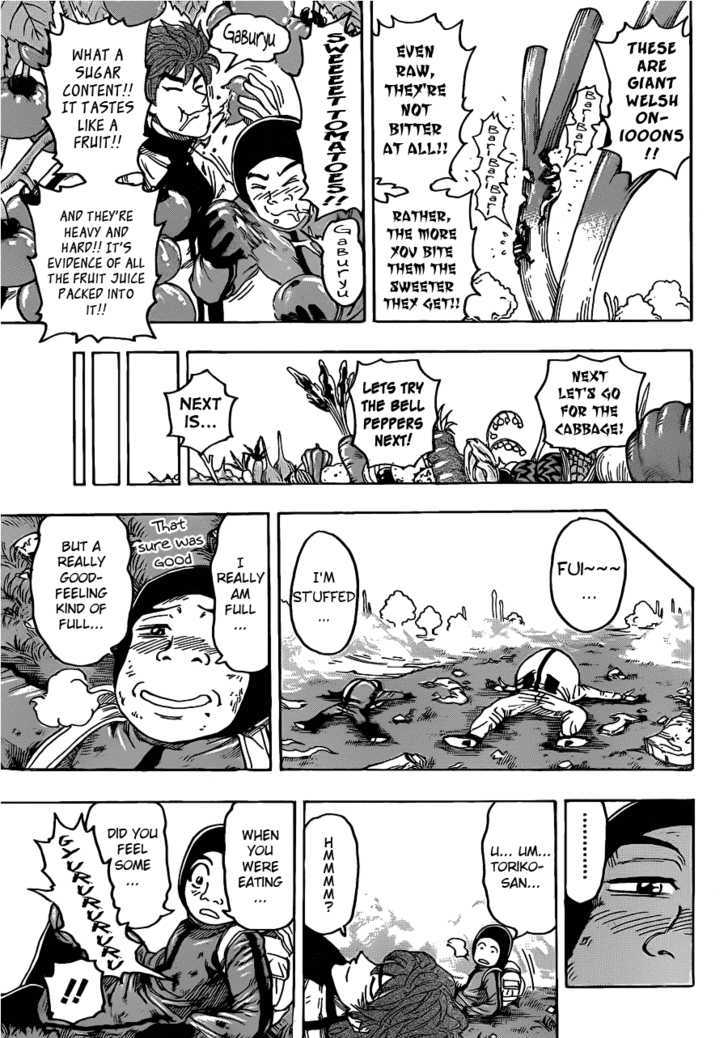 THESE
ARE
GIANT
WELSH
ON-
IOOONS
!!
BariBari
BariBariBari
EVEN
RAW,
THEY'RE
NOT
BITTER
AT ALL!!
RATHER,
THE MORE
YOU BITE
THEM THE
SWEETER
THEY GET!!
SWEEEET TOMATOES!!
Gaburyu
Gaburyu
WHAT A
SUGAR
CONTENT!!
IT TASTES
LIKE A
FRUIT!!
AND THEY'RE
HEAVY AND
HARD!! IT'S
EVIDENCE OF ALL
THE FRUIT JUICE
PACKED INTO
IT!!
NEXT
LET'S GO
FOR THE
CABBAGE!
LETS TRY
THE BELL
PEPPERS
NEXT!
NEXT
IS...
FUI~~~
...
I'M
STUFFED
...
That
sure was
Good
I
REALLY
AM
FULL
...
BUT A
REALLY
GOOD-
FEELING
KIND OF
FULL...
..........
U... UM...
TORIKO-
SAN...
HMMMM?
WHEN
YOU
WERE
EATING
...
DID YOU
FEEL
SOME
...
GYURURURURURU
!!